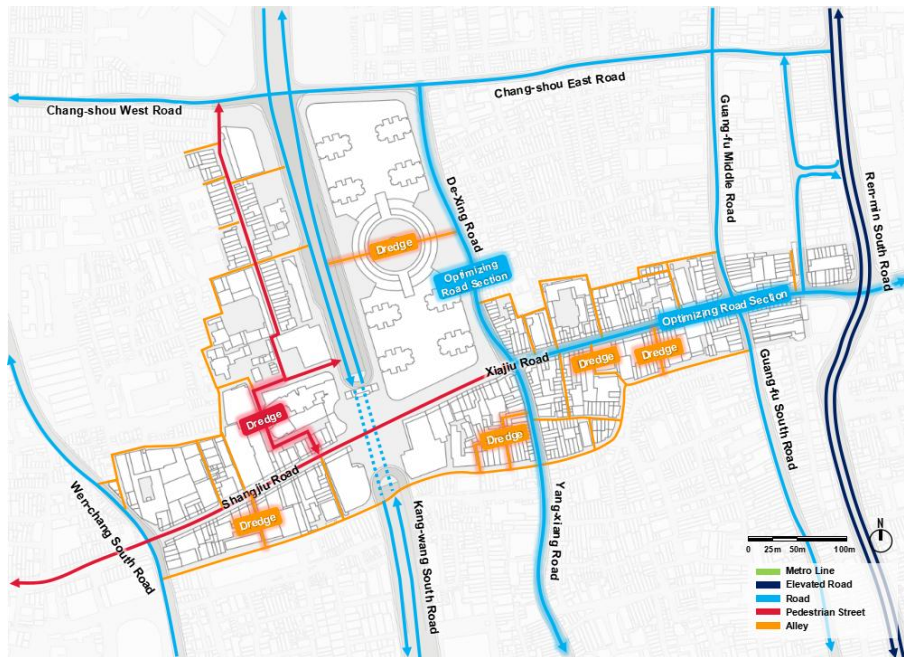 Chang-shou West Road
Chang-shou East Road
Guang-fu Middle Road
De-Xing Road
Ren-min South Road
Dredge
Optimizing
Road Section
Optimizing Road Section
Xiajiu Road
Dredge
Dredge
Guang-fu South Road
Dredge
Dredge
Shangjiu Road
Dredge
Wen-chang South Road
Kang-wang South Road
Yang-xiang Road
N
0 25m 50m 100m
Metro Line
Elevated Road
Road
Pedestrian Street
Alley